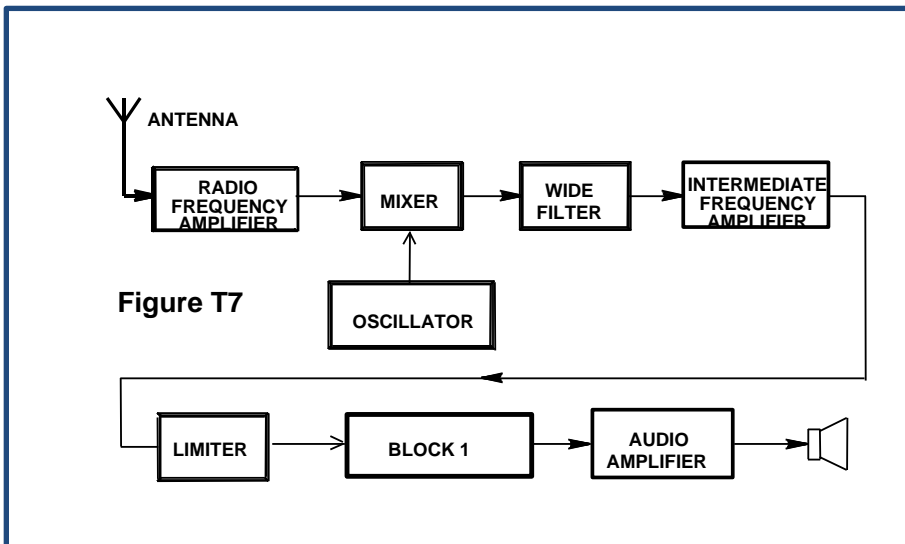 ANTENNA
RADIO
FREQUENCY
AMPLIFIER
MIXER
WIDE
FILTER
INTERMEDIATE
FREQUENCY
AMPLIFIER
Figure T7
OSCILLATOR
LIMITER
BLOCK 1
AUDIO
AMPLIFIER